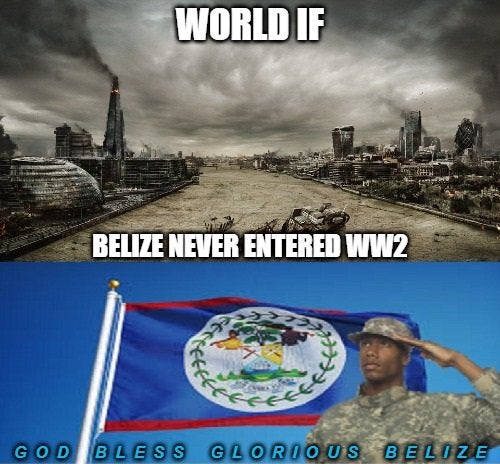 WORLD IF
BELIZE NEVER ENTERED WW2
GOD BLESS GLORIOUS BELIZE